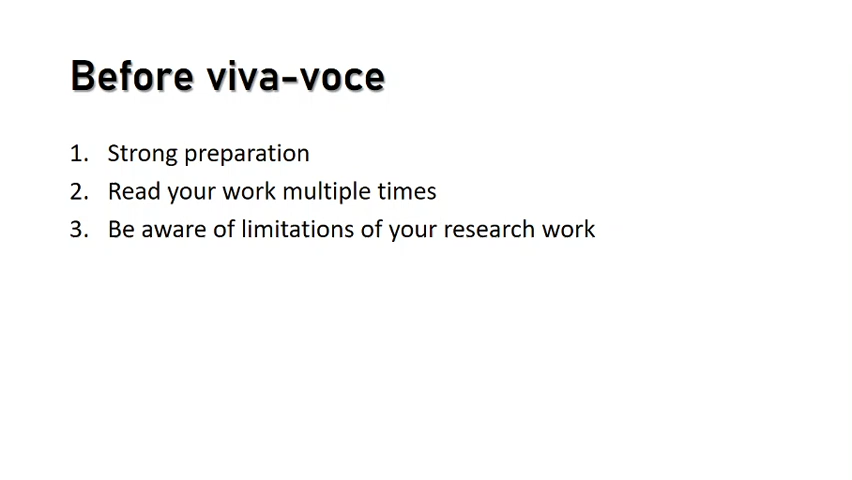 Before viva-voce
1. Strong preparation
2. Read your work multiple times
3. Be aware of limitations of your research work